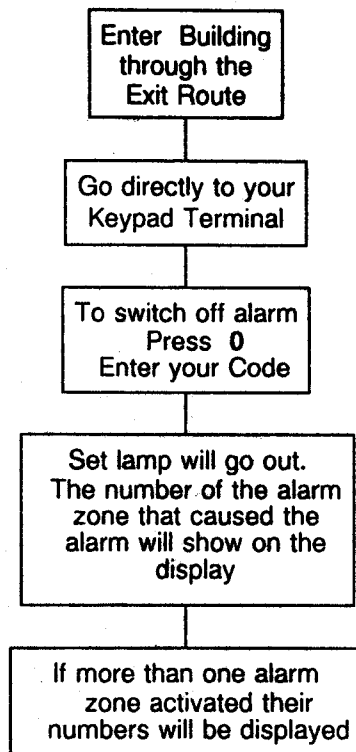 Enter Building
through the
Exit Route
Go directly to your
Keypad Terminal
To switch off alarm
Press 0
Enter your Code
Set lamp will go out.
The number of the alarm
zone that caused the
alarm will show on the
display
If more than one alarm
zone activated their
numbers will be displayed